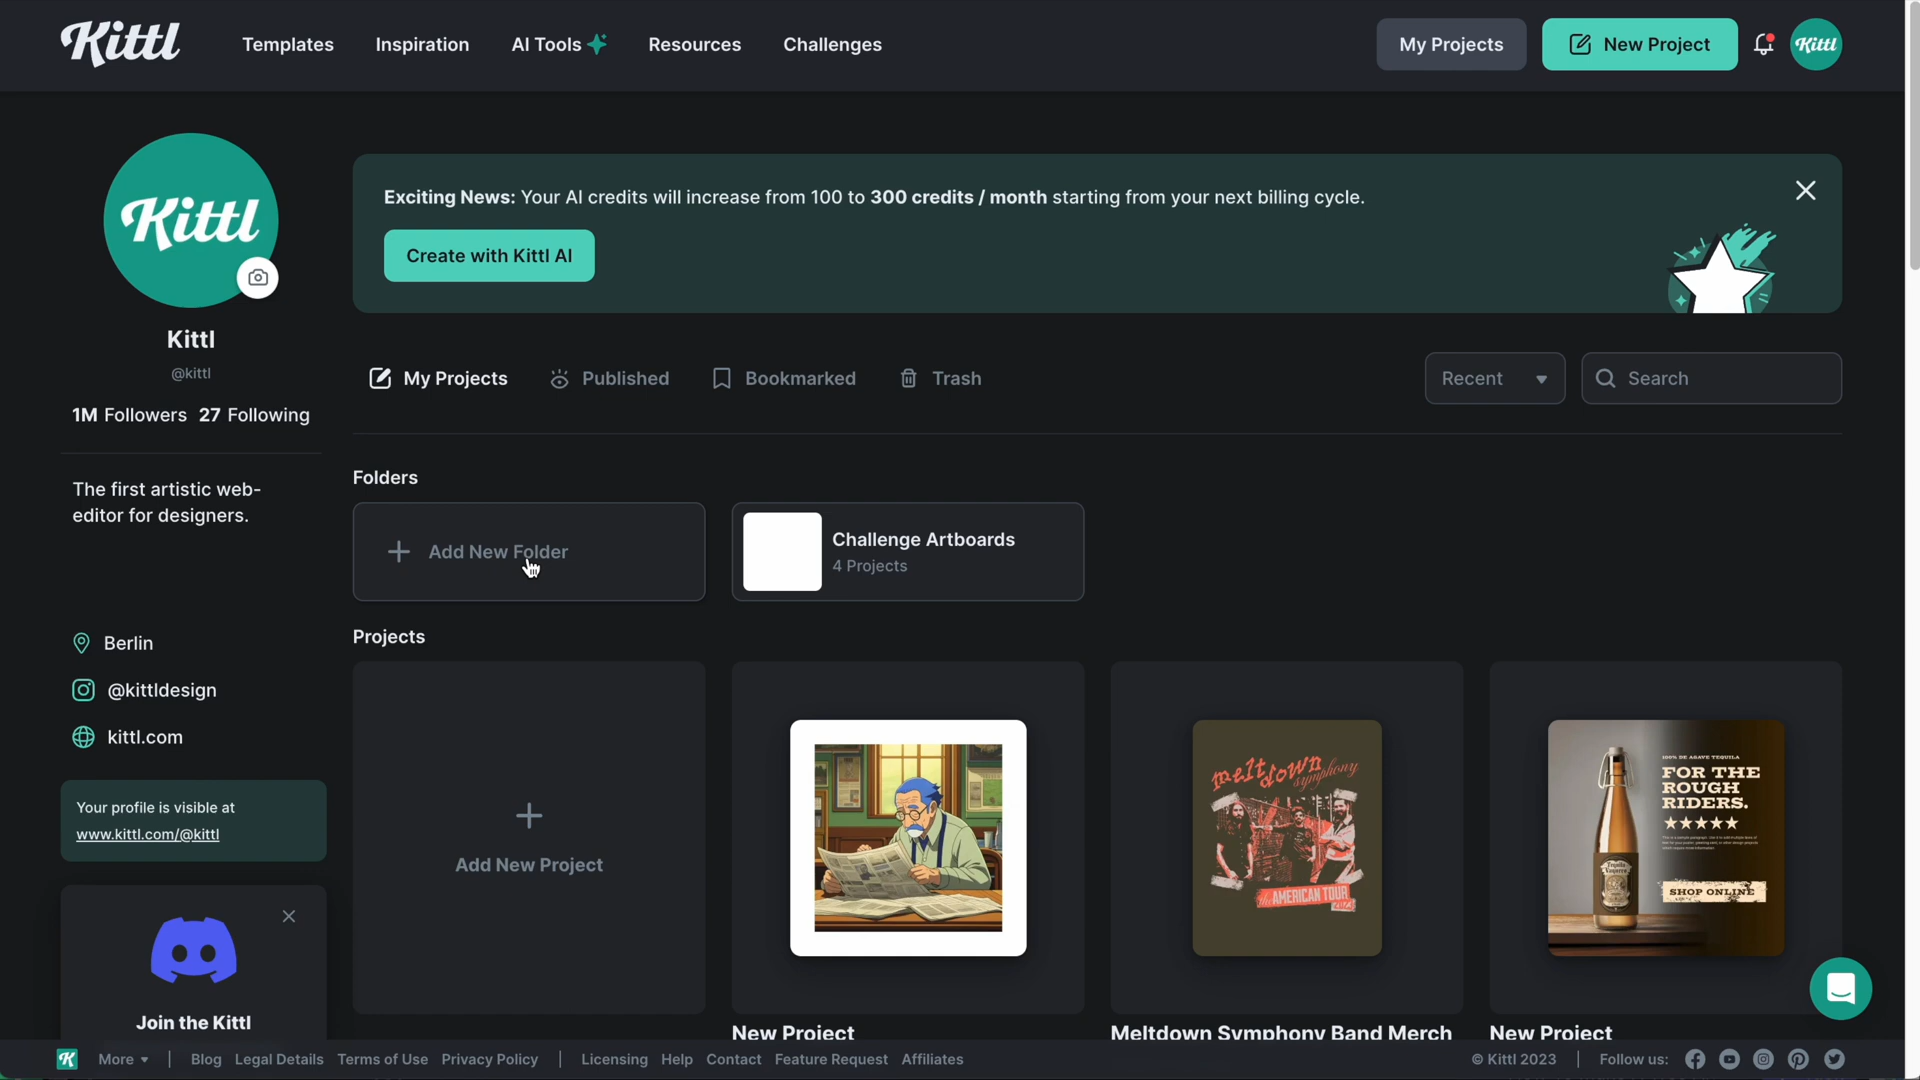 Kittl
Templates
Inspiration
AI Tools
Resources
Challenges
My Projects
New Project
Kittl
Kittl
Kittl
@kittl
1M Followers 27 Following
The first artistic web-
editor for designers.
Berlin
@kittldesign
kittl.com
Your profile is visible at
www.kittl.com/@kittl
Join the Kittl
Exciting News: Your AI credits will increase from 100 to 300 credits / month starting from your next billing cycle.
Create with Kittl AI
My Projects
Published
Bookmarked
Trash
Recent
Search
Folders
Add New Folder
Challenge Artboards
4 Projects
Projects
Add New Project
meltdown symphony
the AMERICAN TOUR
100% DE AGAVE TEQUILA
FOR THE
ROUGH
RIDERS.
SHOP ONLINE
New Project
Meltdown Symphony Band Merch
New Project
K
More
Blog
Legal Details
Terms of Use
Privacy Policy
Licensing
Help
Contact
Feature Request
Affiliates
© Kittl 2023
Follow us: